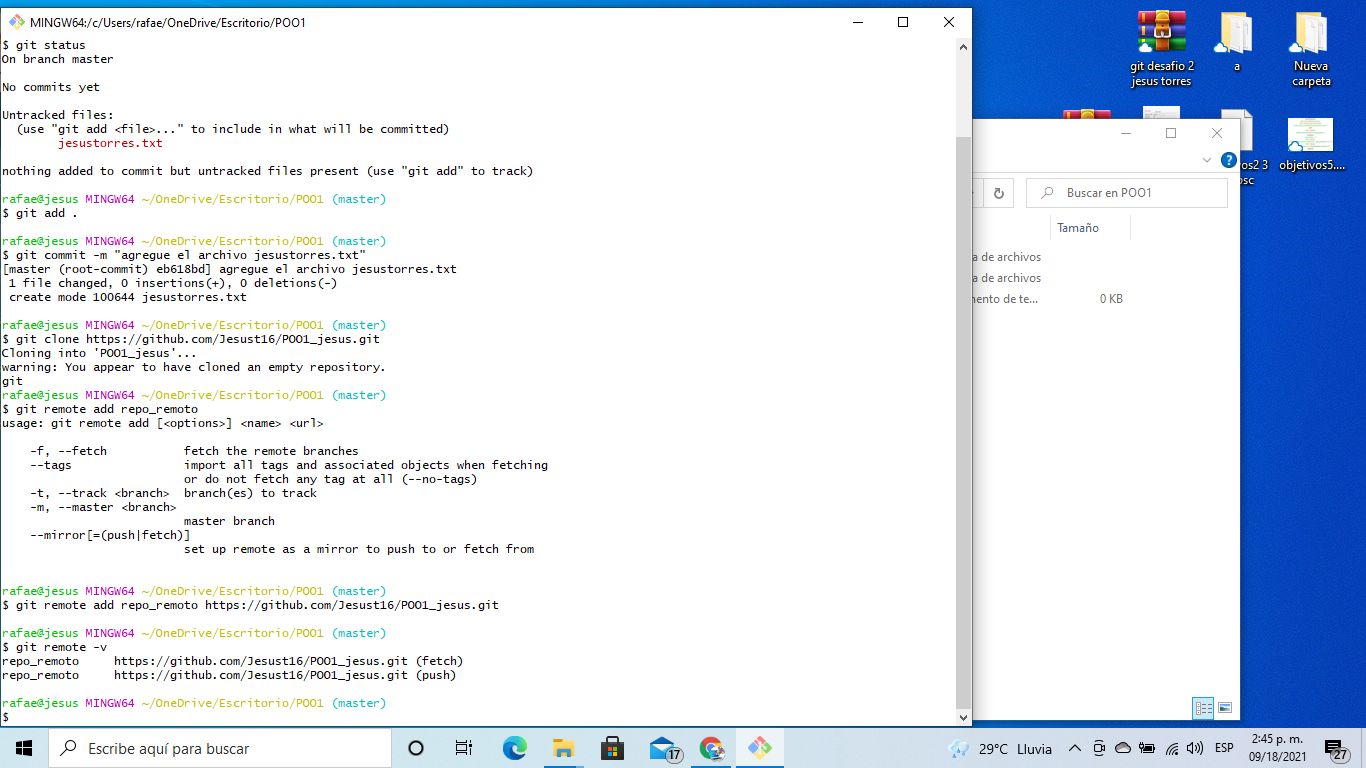 MINGW64:/c/Users/rafae/OneDrive/Escritorio/POO1
$ git status
On branch master
No commits yet
Untracked files:
(use "git add <file>..." to include in what will be committed)
jesustorres.txt
nothing added to commit but untracked files present (use "git add" to track)
rafae@jesus MINGW64 ~/OneDrive/Escritorio/POO1 (master)
$ git add .
rafae@jesus MINGW64 ~/OneDrive/Escritorio/POO1 (master)
$ git commit -m "agregue el archivo jesustorres.txt"
[master (root-commit) eb618bd] agregue el archivo jesustorres.txt
1 file changed, 0 insertions(+), 0 deletions(-)
create mode 100644 jesustorres.txt
rafae@jesus MINGW64 ~/OneDrive/Escritorio/POO1 (master)
$ git clone https://github.com/Jesust16/POO1_jesus.git
Cloning into 'POO1_jesus'...
warning: You appear to have cloned an empty repository.
git
rafae@jesus MINGW64 ~/OneDrive/Escritorio/POO1 (master)
$ git remote add repo_remoto
usage: git remote add [<options>] <name> <url>
-f, --fetch fetch the remote branches
--tags import all tags and associated objects when fetching
or do not fetch any tag at all (--no-tags)
-t, --track <branch> branch(es) to track
-m, --master <branch>
master branch
--mirror[=(push|fetch)]
set up remote as a mirror to push to or fetch from
rafae@jesus MINGW64 ~/OneDrive/Escritorio/POO1 (master)
$ git remote add repo_remoto https://github.com/Jesust16/POO1_jesus.git
rafae@jesus MINGW64 ~/OneDrive/Escritorio/POO1 (master)
$ git remote -v
repo_remoto https://github.com/Jesust16/POO1_jesus.git (fetch)
repo_remoto https://github.com/Jesust16/POO1_jesus.git (push)
rafae@jesus MINGW64 ~/OneDrive/Escritorio/POO1 (master)
$
git desafio 2
jesus torres
a
Nueva
carpeta
os2 3
osc
objetivos5....
?
Buscar en POO1
Tamaño
a de archivos
a de archivos
mento de te...
0 KB
Escribe aquí para buscar
17
29°C Lluvia
ESP
2:45 p. m.
09/18/2021
27